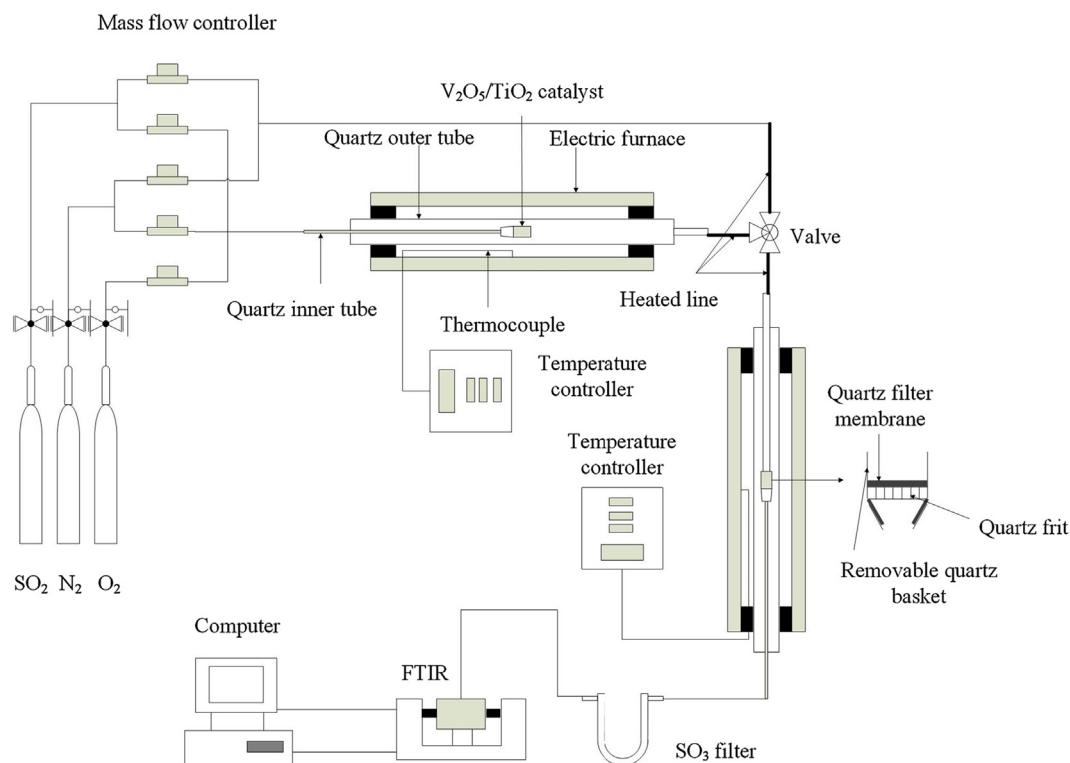 Mass flow controller
V₂O₅/TiO₂ catalyst
Quartz outer tube
Electric furnace
Valve
Quartz inner tube
Heated line
Thermocouple
Temperature
controller
Quartz filter
membrane
Temperature
controller
Quartz frit
SO₂ N₂ O₂
Removable quartz
basket
Computer
FTIR
SO₃ filter